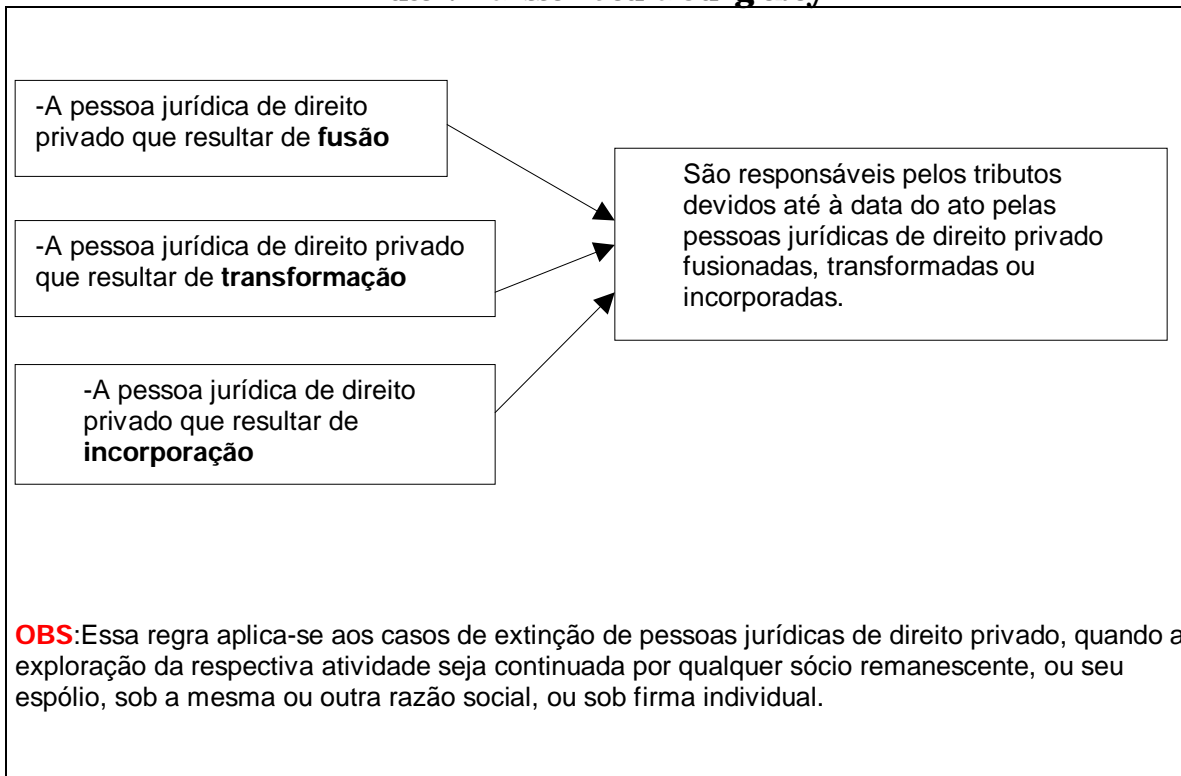 -A pessoa jurídica de direito
privado que resultar de fusão
-A pessoa jurídica de direito privado
que resultar de transformação
-A pessoa jurídica de direito
privado que resultar de
incorporação
São responsáveis pelos tributos
devidos até à data do ato pelas
pessoas jurídicas de direito privado
fusionadas, transformadas ou
incorporadas.
OBS:Essa regra aplica-se aos casos de extinção de pessoas jurídicas de direito privado, quando a
exploração da respectiva atividade seja continuada por qualquer sócio remanescente, ou seu
espólio, sob a mesma ou outra razão social, ou sob firma individual.